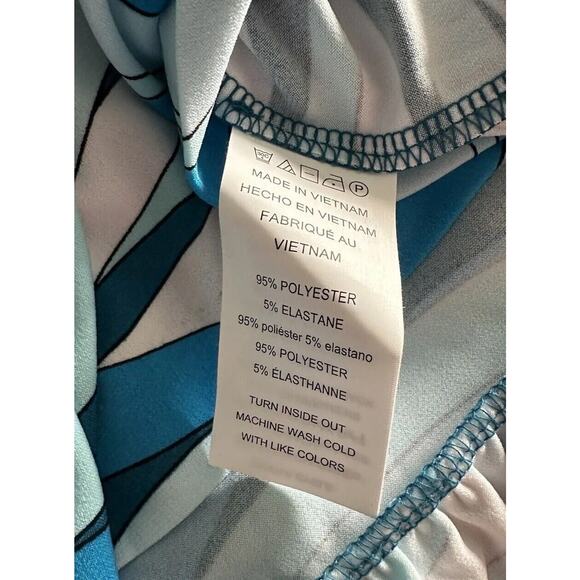 MADE IN VIETNAM
HECHO EN VIETNAM
FABRIQUÉ AU
VIETNAM
95% POLYESTER
5% ELASTANE
95% poliéster 5% elastano
95% POLYESTER
5% ÉLASTHANNE
TURN INSIDE OUT
MACHINE WASH COLD
WITH LIKE COLORS